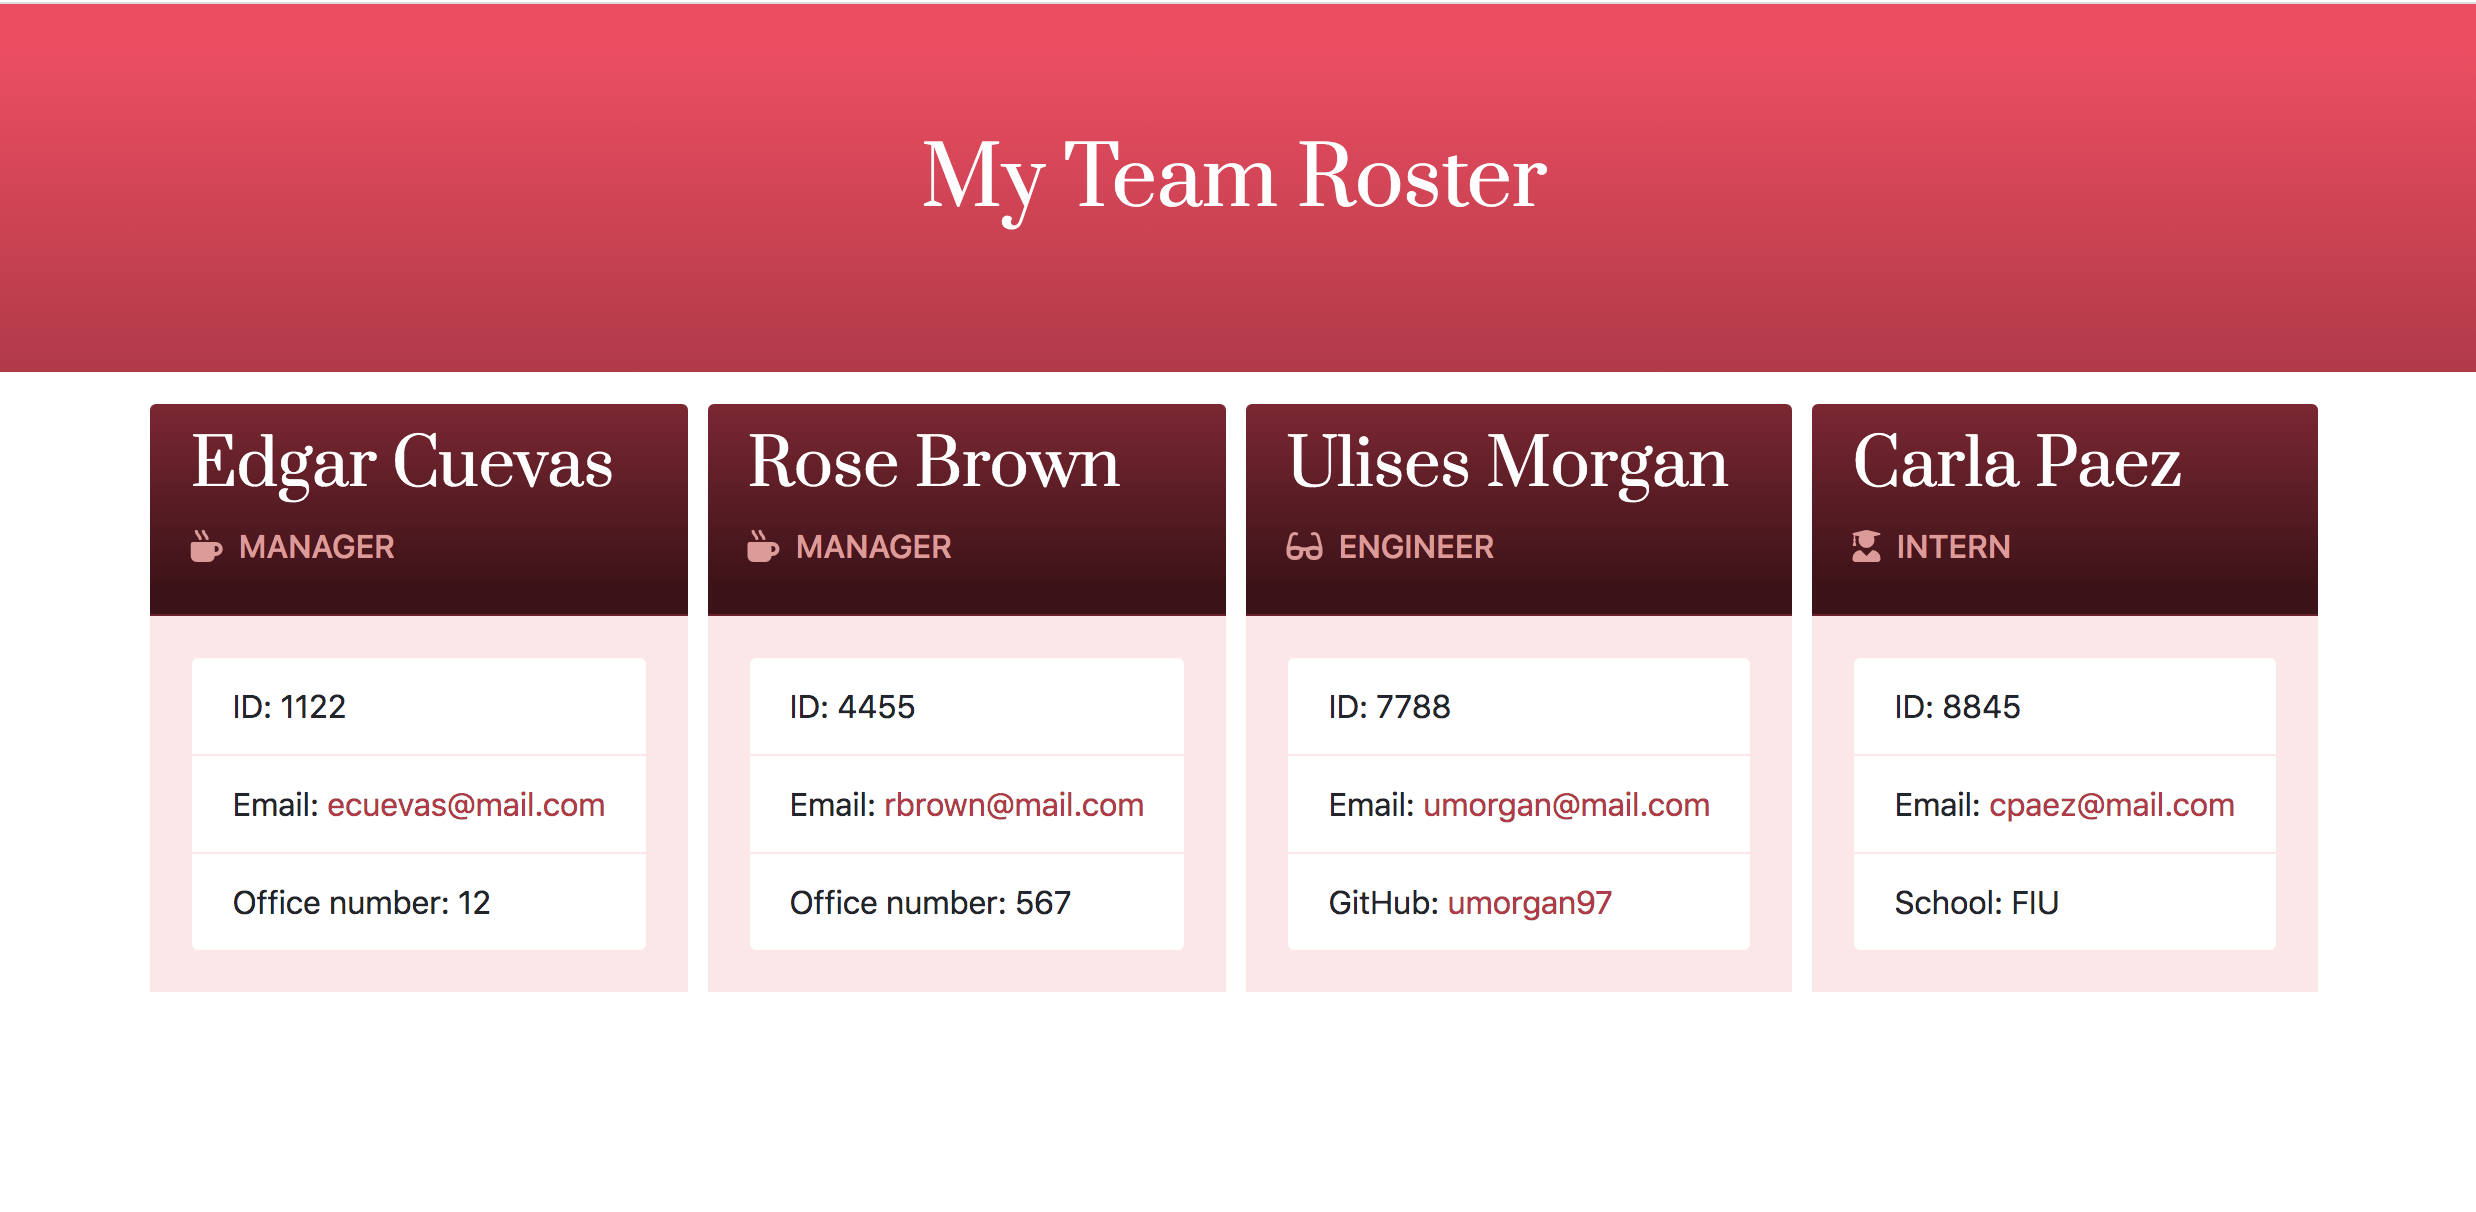 My Team Roster
Edgar Cuevas
MANAGER
ID: 1122
Email: ecuevas@mail.com
Office number: 12
Rose Brown
MANAGER
ID: 4455
Email: rbrown@mail.com
Office number: 567
Ulises Morgan
ENGINEER
ID: 7788
Email: umorgan@mail.com
GitHub: umorgan97
Carla Paez
INTERN
ID: 8845
Email: cpaez@mail.com
School: FIU